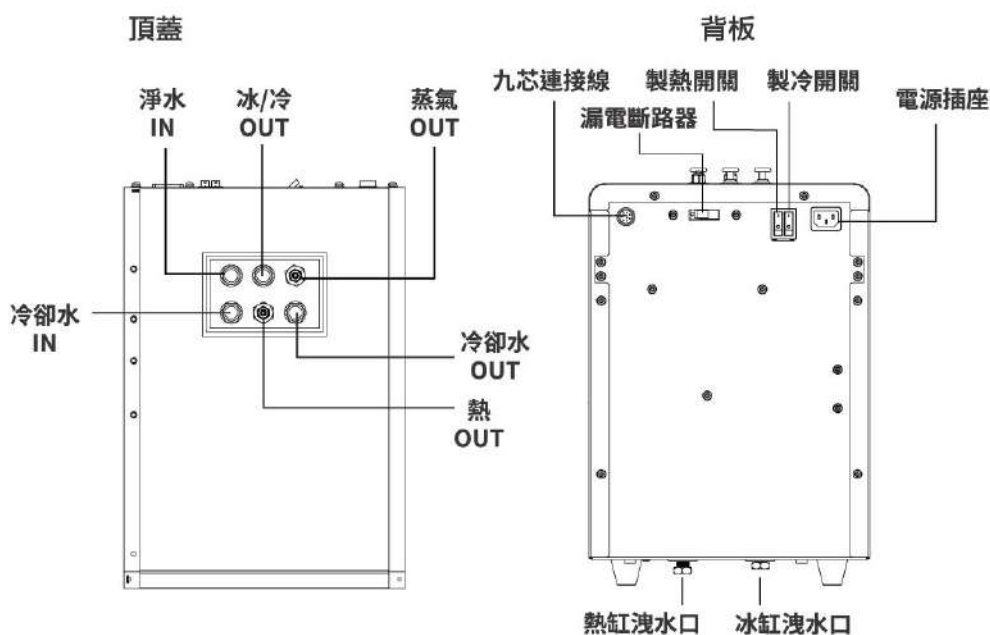 頂蓋
淨水
IN
冰/冷
OUT
蒸氣
OUT
冷卻水
IN
冷卻水
OUT
熱
OUT
背板
九芯連接線
製熱開關
製冷開關
漏電斷路器
電源插座
熱缸洩水口
冰缸洩水口